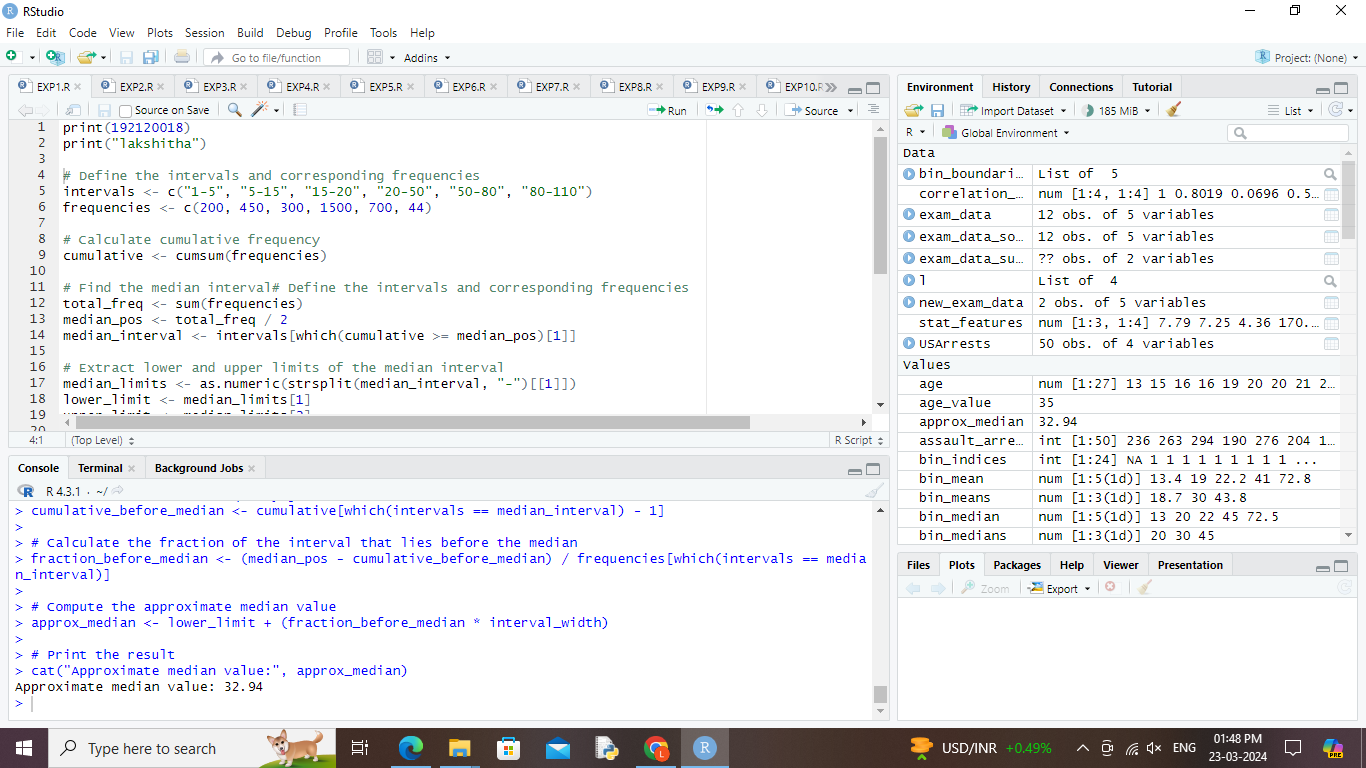 RStudio
File Edit Code View Plots Session Build Debug Profile Tools Help
Go to file/function Addins Project: (None)
EXP1.R EXP2.R EXP3.R EXP4.R EXP5.R EXP6.R EXP7.R EXP8.R EXP9.R EXP10.R
Source on Save Run Source
1 print(192120018)
2 print("lakshitha")
3
4 # Define the intervals and corresponding frequencies
5 intervals <- c("1-5", "5-15", "15-20", "20-50", "50-80", "80-110")
6 frequencies <- c(200, 450, 300, 1500, 700, 44)
7
8 # Calculate cumulative frequency
9 cumulative <- cumsum(frequencies)
10
11 # Find the median interval# Define the intervals and corresponding frequencies
12 total_freq <- sum(frequencies)
13 median_pos <- total_freq / 2
14 median_interval <- intervals[which(cumulative >= median_pos)[1]]
15
16 # Extract lower and upper limits of the median interval
17 median_limits <- as.numeric(strsplit(median_interval, "-")[[1]])
18 lower_limit <- median_limits[1]
19
20
4:1 (Top Level) R Script
Console Terminal Background Jobs
R 4.3.1 · ~/
> cumulative_before_median <- cumulative[which(intervals == median_interval) - 1]
>
> # Calculate the fraction of the interval that lies before the median
> fraction_before_median <- (median_pos - cumulative_before_median) / frequencies[which(intervals == media
n_interval)]
>
> # Compute the approximate median value
> approx_median <- lower_limit + (fraction_before_median * interval_width)
>
> # Print the result
> cat("Approximate median value:", approx_median)
Approximate median value: 32.94
>
Environment History Connections Tutorial
Import Dataset 185 MiB List
R Global Environment
Data
bin_boundari… List of 5
correlation_… num [1:4, 1:4] 1 0.8019 0.0696 0.5…
exam_data 12 obs. of 5 variables
exam_data_so… 12 obs. of 5 variables
exam_data_su… ?? obs. of 2 variables
l List of 4
new_exam_data 2 obs. of 5 variables
stat_features num [1:3, 1:4] 7.79 7.25 4.36 170.…
USArrests 50 obs. of 4 variables
Values
age num [1:27] 13 15 16 16 19 20 20 21 2…
age_value 35
approx_median 32.94
assault_arre… int [1:50] 236 263 294 190 276 204 1…
bin_indices int [1:24] NA 1 1 1 1 1 1 1 1 1 ...
bin_mean num [1:5(1d)] 13.4 19 22.2 41 72.8
bin_means num [1:3(1d)] 18.7 30 43.8
bin_median num [1:5(1d)] 13 20 22 45 72.5
bin_medians num [1:3(1d)] 20 30 45
Files Plots Packages Help Viewer Presentation
Zoom Export
Type here to search
USD/INR +0.49% ENG 01:48 PM
23-03-2024
PRE